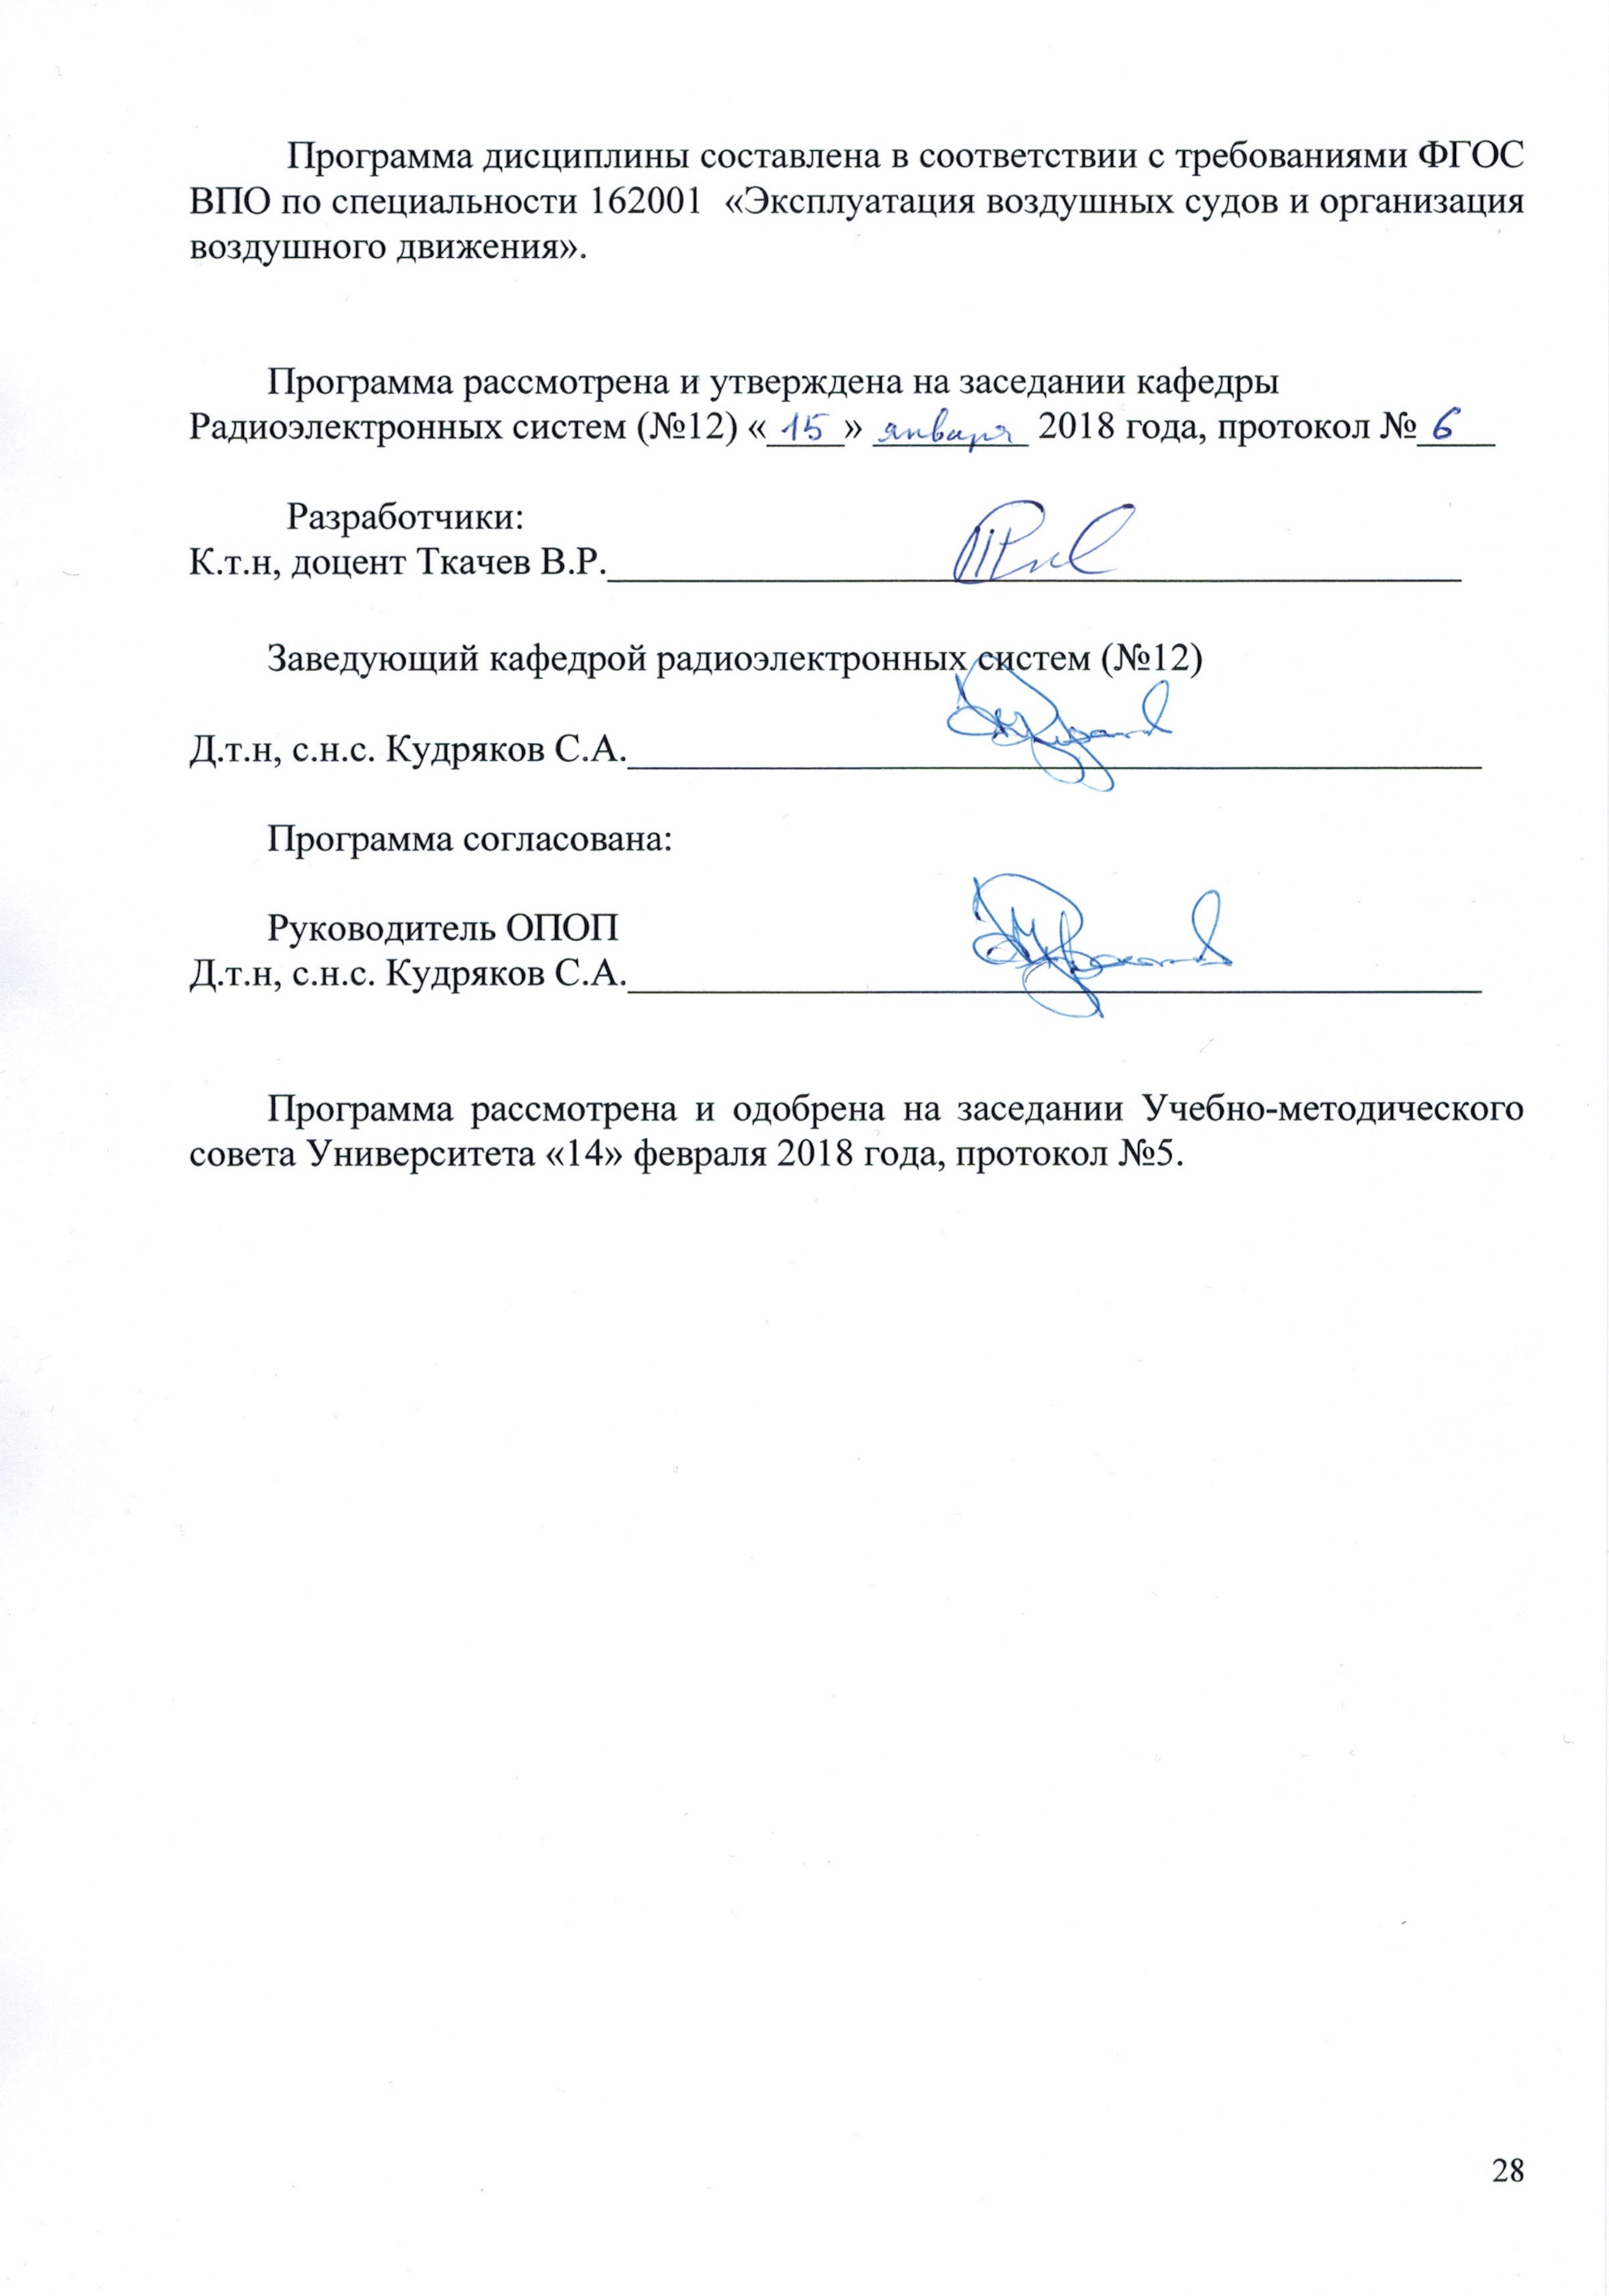 Программа дисциплины составлена в соответствии с требованиями ФГОС
ВПО по специальности 162001 «Эксплуатация воздушных судов и организация
воздушного движения».
Программа рассмотрена и утверждена на заседании кафедры
Радиоэлектронных систем (№12) «15» января 2018 года, протокол № 6
Разработчики:
К.т.н, доцент Ткачев В.Р.
Заведующий кафедрой радиоэлектронных систем (№12)
Д.т.н, с.н.с. Кудряков С.А.
Программа согласована:
Руководитель ОПОП
Д.т.н, с.н.с. Кудряков С.А.
Программа рассмотрена и одобрена на заседании Учебно-методического
совета Университета «14» февраля 2018 года, протокол №5.
28